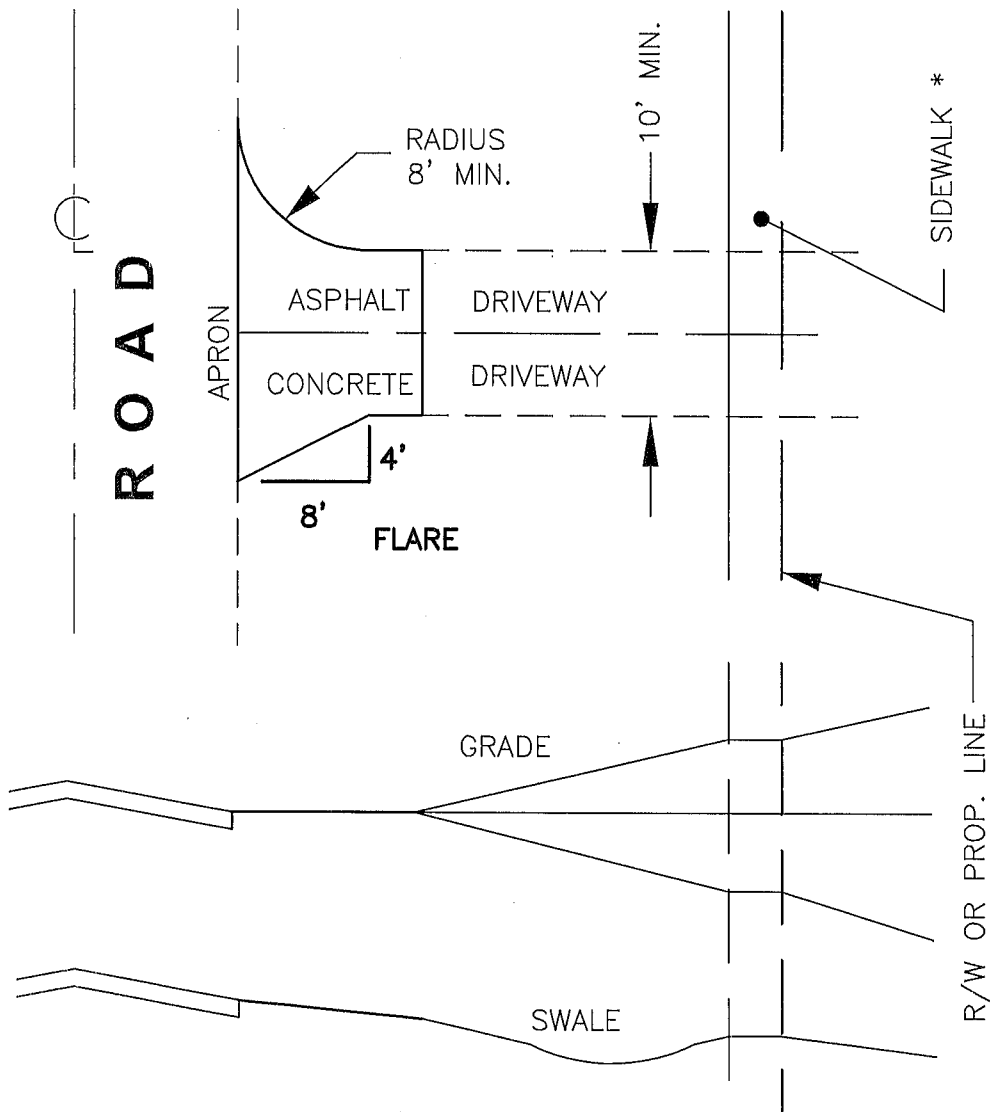 10' MIN.
SIDEWALK *
RADIUS
8' MIN.
ROAD
APRON
ASPHALT
DRIVEWAY
CONCRETE
DRIVEWAY
4'
8'
FLARE
GRADE
R/W OR PROP. LINE
SWALE